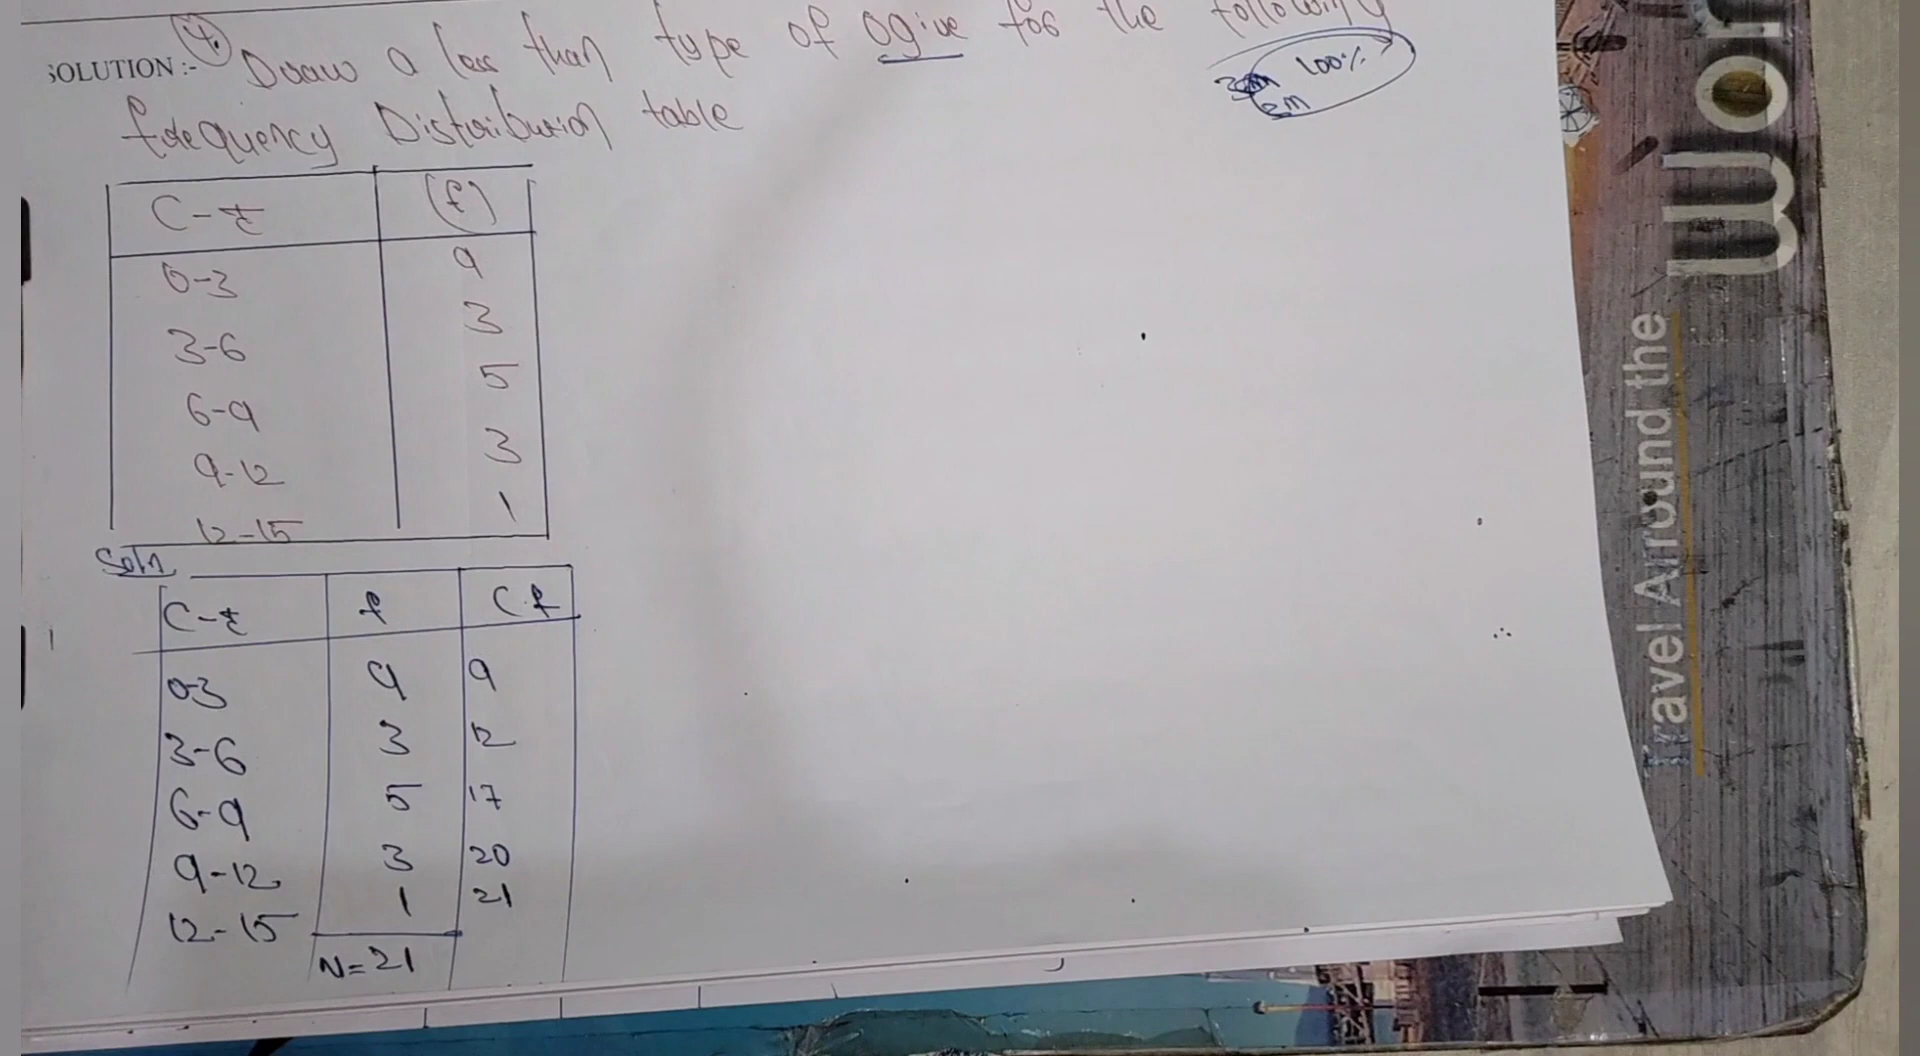 SOLUTION :- (4.) Draw a less than type of ogive for the following
frequency Distribution table
100%
C-I (f)
0-3 9
3-6 3
6-9 5
9-12 3
12-15 1
Soln
C-I f C.f
0-3 9 9
3-6 3 12
6-9 5 17
9-12 3 20
12-15 1 21
N=21
Travel Arround the
Wor